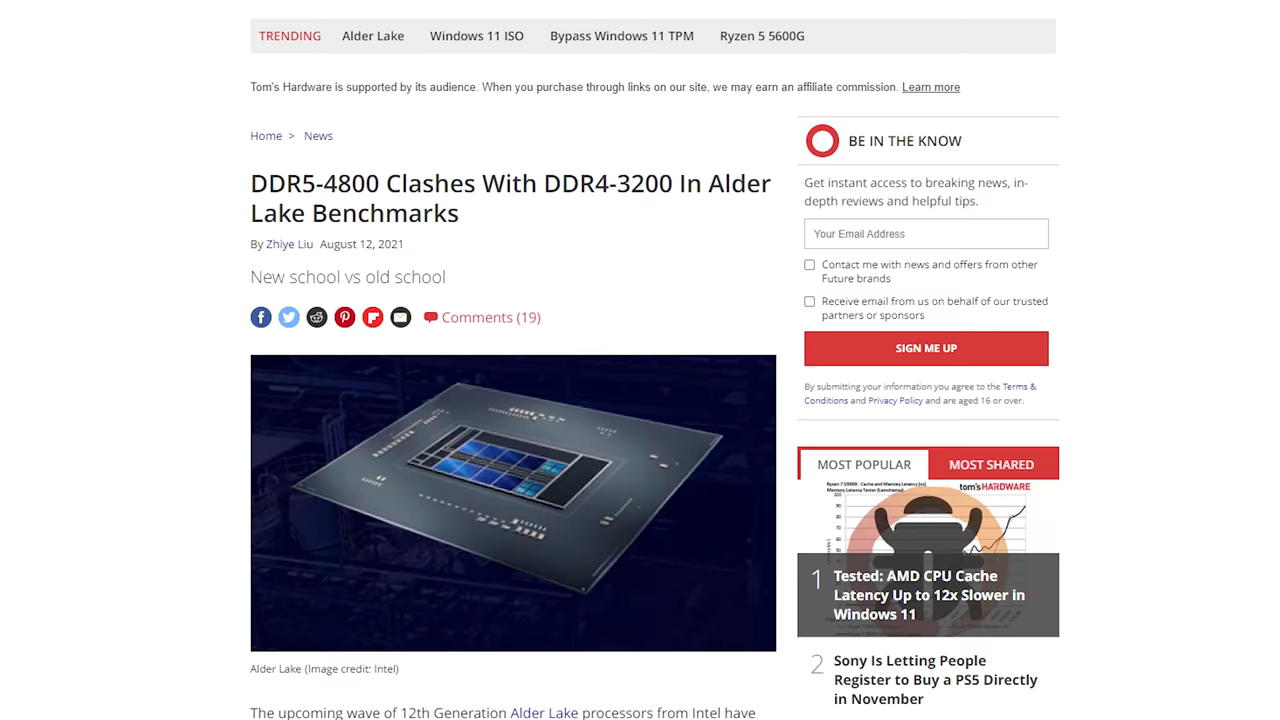 TRENDING Alder Lake Windows 11 ISO Bypass Windows 11 TPM Ryzen 5 5600G
Tom's Hardware is supported by its audience. When you purchase through links on our site, we may earn an affiliate commission. Learn more
Home > News
DDR5-4800 Clashes With DDR4-3200 In Alder
Lake Benchmarks
By Zhiye Liu August 12, 2021
New school vs old school
Comments (19)
Alder Lake (Image credit: Intel)
The upcoming wave of 12th Generation Alder Lake processors from Intel have
BE IN THE KNOW
Get instant access to breaking news, in-
depth reviews and helpful tips.
Your Email Address
Contact me with news and offers from other
Future brands
Receive email from us on behalf of our trusted
partners or sponsors
SIGN ME UP
By submitting your information you agree to the Terms &
Conditions and Privacy Policy and are aged 16 or over.
MOST POPULAR MOST SHARED
tom's HARDWARE
1 Tested: AMD CPU Cache
Latency Up to 12x Slower in
Windows 11
2 Sony Is Letting People
Register to Buy a PS5 Directly
in November